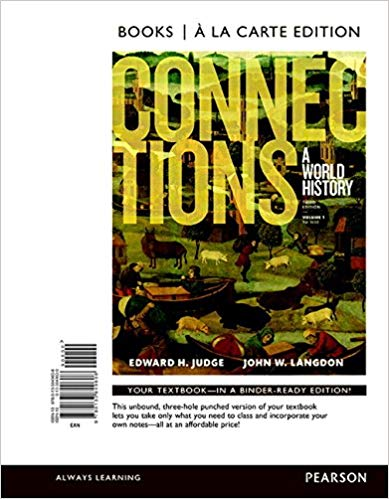 BOOKS | À LA CARTE EDITION
CONNEC
TIONS
A
WORLD
HISTORY
THIRD
EDITION
VOLUME 1
EDWARD H. JUDGE JOHN W. LANGDON
YOUR TEXTBOOK—IN A BINDER-READY EDITION!
This unbound, three-hole punched version of your textbook
lets you take only what you need to class and incorporate your
own notes—all at an affordable price!
EAN
ALWAYS LEARNING PEARSON